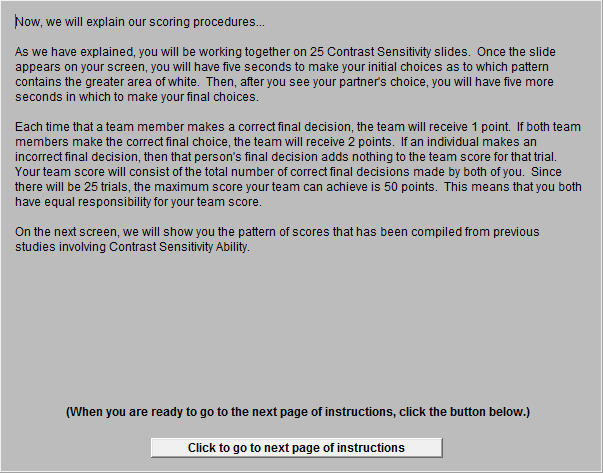 Now, we will explain our scoring procedures...
As we have explained, you will be working together on 25 Contrast Sensitivity slides.  Once the slide
appears on your screen, you will have five seconds to make your initial choices as to which pattern
contains the greater area of white.  Then, after you see your partner's choice, you will have five more
seconds in which to make your final choices.
Each time that a team member makes a correct final decision, the team will receive 1 point.  If both team
members make the correct final choice, the team will receive 2 points.  If an individual makes an
incorrect final decision, then that person's final decision adds nothing to the team score for that trial.
Your team score will consist of the total number of correct final decisions made by both of you.  Since
there will be 25 trials, the maximum score your team can achieve is 50 points.  This means that you both
have equal responsibility for your team score.
On the next screen, we will show you the pattern of scores that has been compiled from previous
studies involving Contrast Sensitivity Ability.
(When you are ready to go to the next page of instructions, click the button below.)
Click to go to next page of instructions